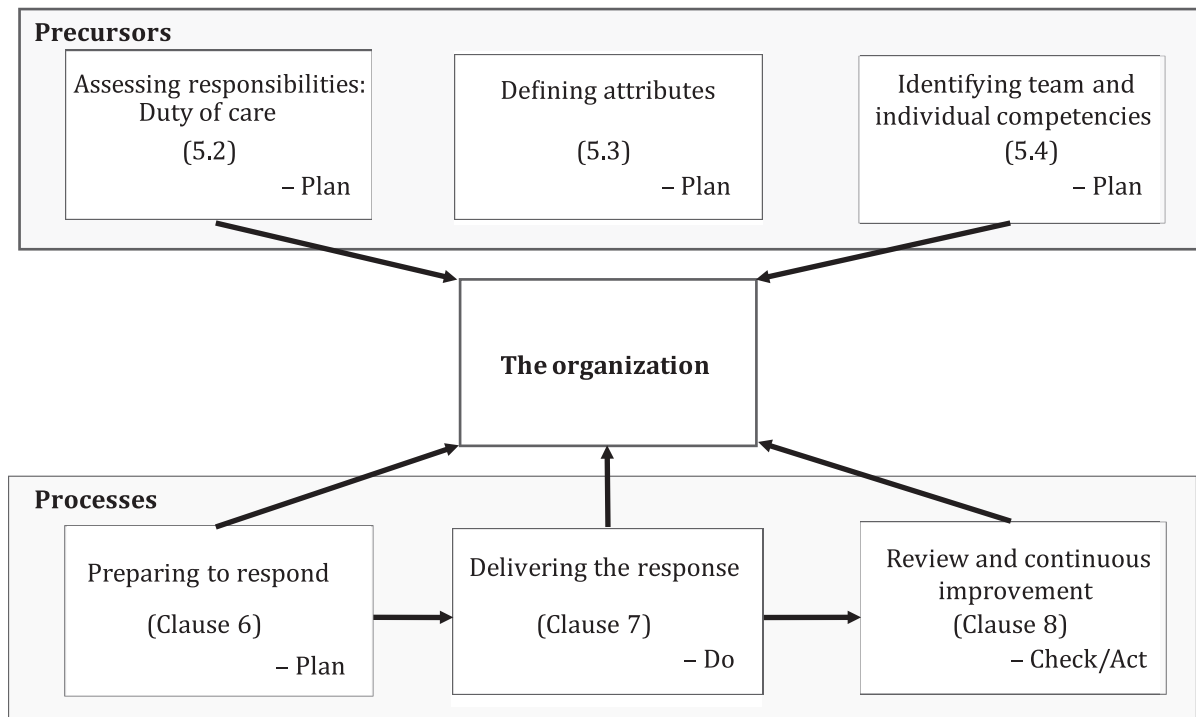 Precursors
Assessing responsibilities:
Duty of care
(5.2)
– Plan
Defining attributes
(5.3)
– Plan
Identifying team and
individual competencies
(5.4)
– Plan
The organization
Processes
Preparing to respond
(Clause 6)
– Plan
Delivering the response
(Clause 7)
– Do
Review and continuous
improvement
(Clause 8)
– Check/Act